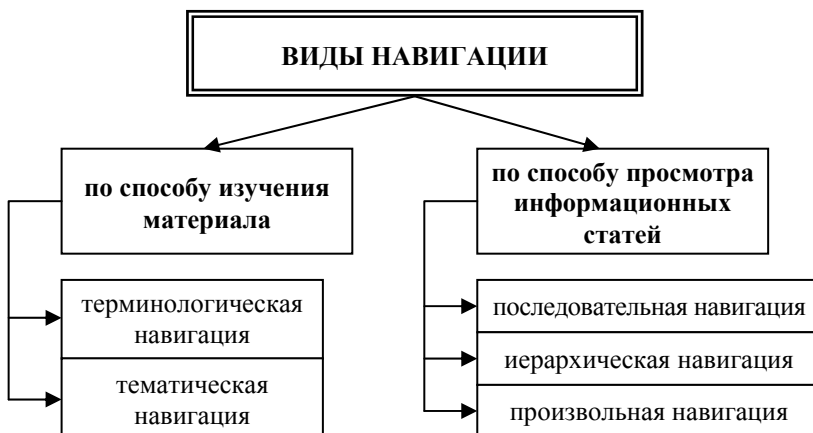 ВИДЫ НАВИГАЦИИ
по способу изучения
материала
терминологическая
навигация
тематическая
навигация
по способу просмотра
информационных
статей
последовательная навигация
иерархическая навигация
произвольная навигация